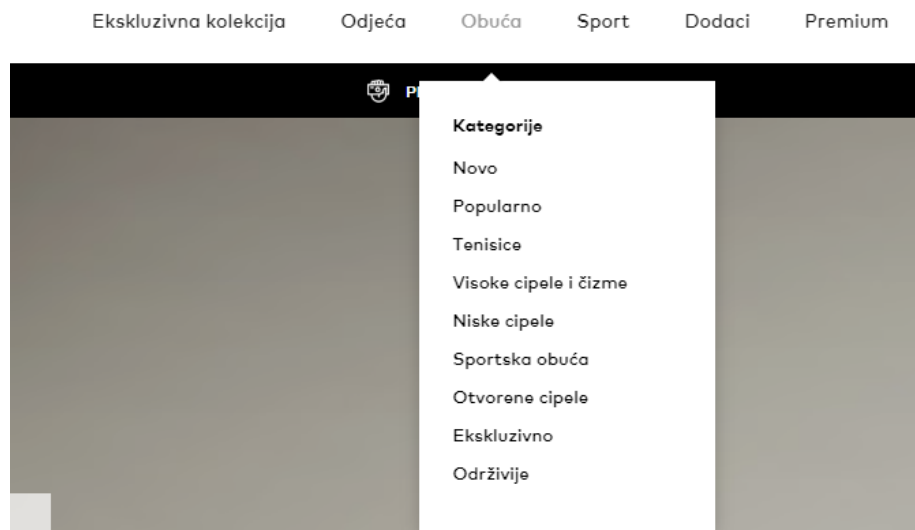 Ekskluzivna kolekcija Odjeća Obuća Sport Dodaci Premium
Kategorije
Novo
Popularno
Tenisice
Visoke cipele i čizme
Niske cipele
Sportska obuća
Otvorene cipele
Ekskluzivno
Održivije